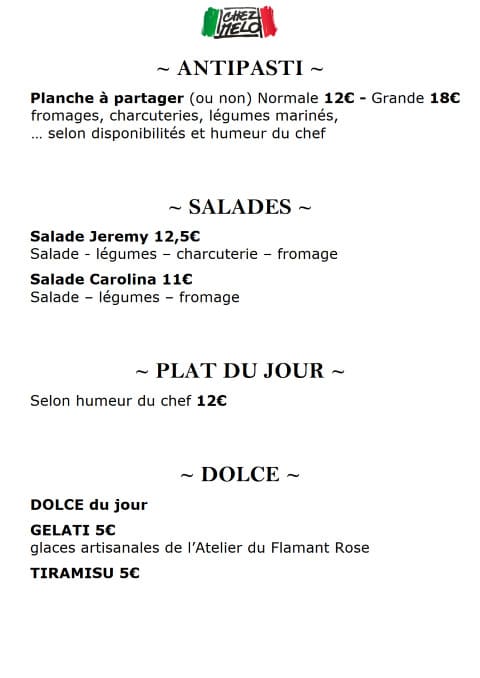 CHEZ
MELO
~ ANTIPASTI ~
Planche à partager (ou non) Normale 12€ - Grande 18€
fromages, charcuteries, légumes marinés,
… selon disponibilités et humeur du chef
~ SALADES ~
Salade Jeremy 12,5€
Salade - légumes – charcuterie – fromage
Salade Carolina 11€
Salade – légumes – fromage
~ PLAT DU JOUR ~
Selon humeur du chef 12€
~ DOLCE ~
DOLCE du jour
GELATI 5€
glaces artisanales de l’Atelier du Flamant Rose
TIRAMISU 5€